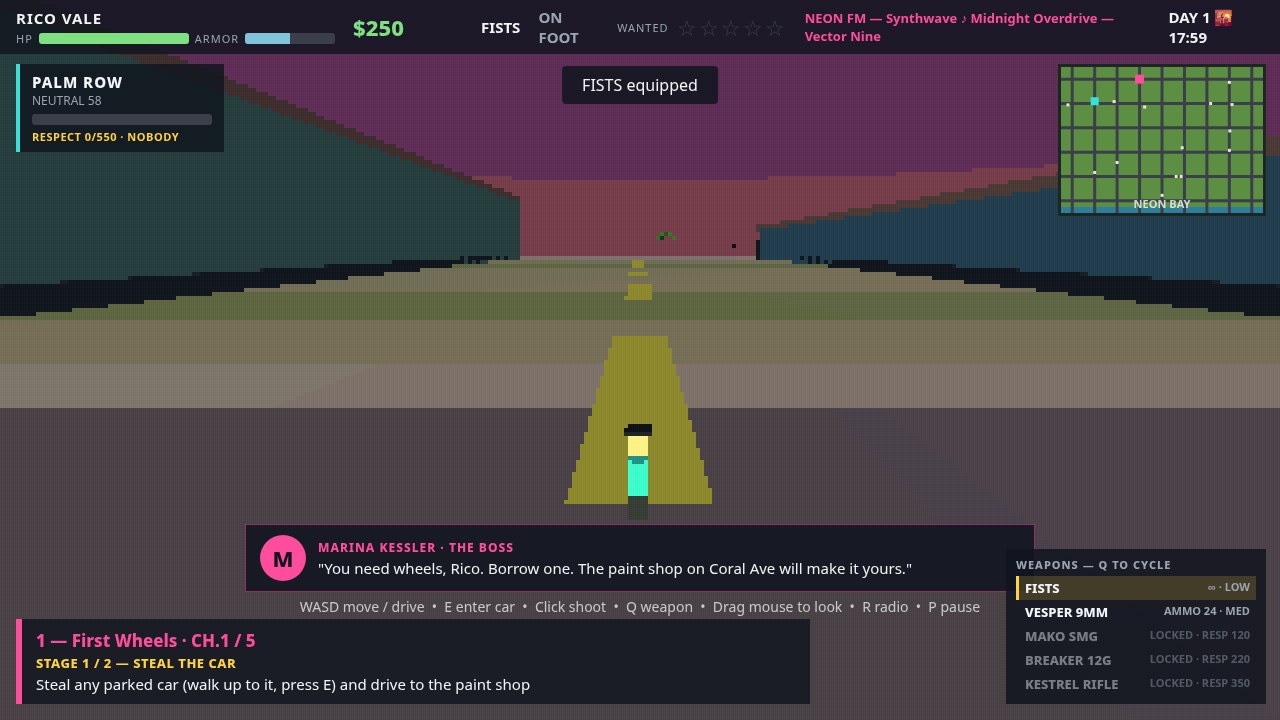 RICO VALE
HP ARMOR
$250
FISTS
ON FOOT
WANTED ☆☆☆☆☆
NEON FM — Synthwave ♪ Midnight Overdrive — Vector Nine
DAY 1 🌇 17:59
PALM ROW
NEUTRAL 58
RESPECT 0/550 · NOBODY
FISTS equipped
NEON BAY
M
MARINA KESSLER · THE BOSS
"You need wheels, Rico. Borrow one. The paint shop on Coral Ave will make it yours."
WASD move / drive • E enter car • Click shoot • Q weapon • Drag mouse to look • R radio • P pause
1 — First Wheels · CH.1 / 5
STAGE 1 / 2 — STEAL THE CAR
Steal any parked car (walk up to it, press E) and drive to the paint shop
WEAPONS — Q TO CYCLE
FISTS ∞ · LOW
VESPER 9MM AMMO 24 · MED
MAKO SMG LOCKED · RESP 120
BREAKER 12G LOCKED · RESP 220
KESTREL RIFLE LOCKED · RESP 350